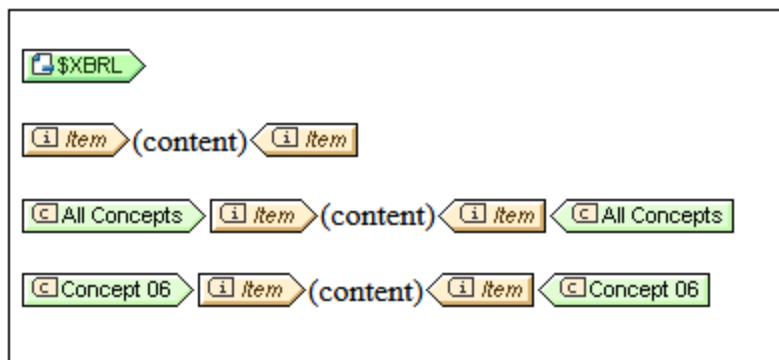 $XBRL
i Item (content) i Item
C All Concepts i Item (content) i Item C All Concepts
C Concept 06 i Item (content) i Item C Concept 06